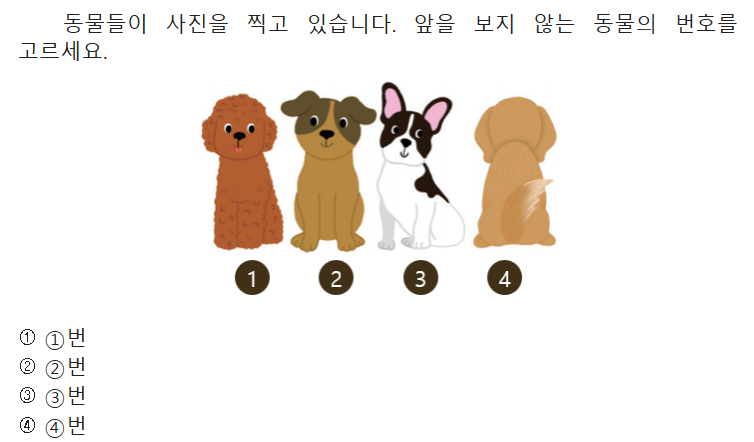 동물들이 사진을 찍고 있습니다. 앞을 보지 않는 동물의 번호를
고르세요.
1 2 3 4
① ①번
② ②번
③ ③번
④ ④번